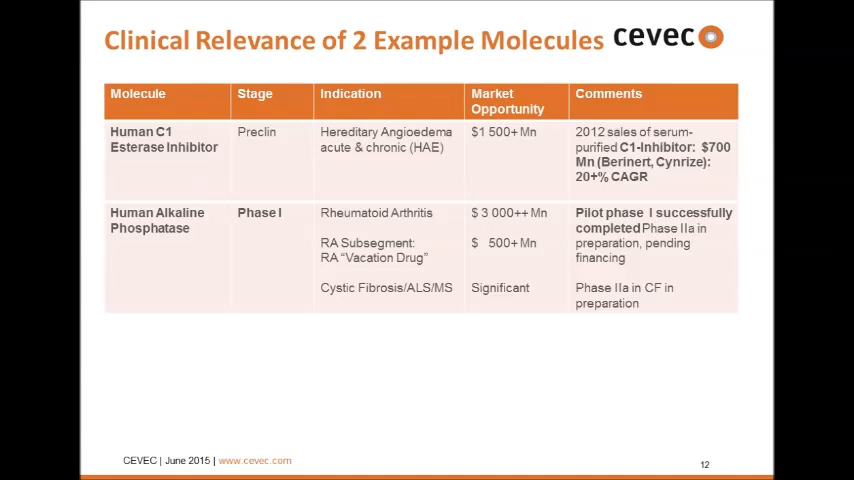 Clinical Relevance of 2 Example Molecules
cevec
Molecule Stage Indication Market Opportunity Comments
Human C1 Esterase Inhibitor
Preclin
Hereditary Angioedema
acute & chronic (HAE)
$1 500+ Mn
2012 sales of serum-
purified C1-Inhibitor: $700
Mn (Berinert, Cynrize):
20+% CAGR
Human Alkaline
Phosphatase
Phase I
Rheumatoid Arthritis
$ 3 000++ Mn
Pilot phase I successfully
completed Phase IIa in
preparation, pending
financing
RA Subsegment:
RA “Vacation Drug”
$ 500+ Mn
Cystic Fibrosis/ALS/MS
Significant
Phase IIa in CF in
preparation
CEVEC | June 2015 | www.cevec.com
12